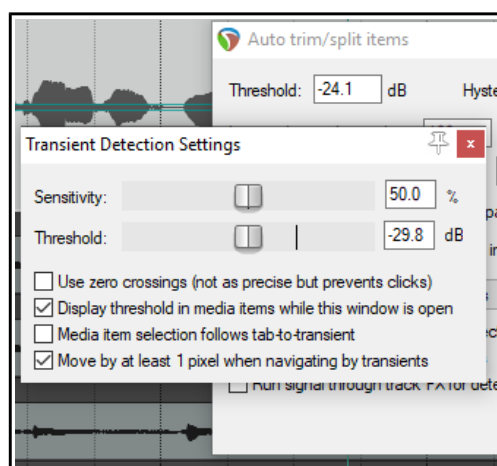 Auto trim/split items
Threshold: -24.1 dB
Transient Detection Settings
Sensitivity: 50.0 %
Threshold: -29.8 dB
Use zero crossings (not as precise but prevents clicks)
Display threshold in media items while this window is open
Media item selection follows tab-to-transient
Move by at least 1 pixel when navigating by transients
Run signal through track FX for